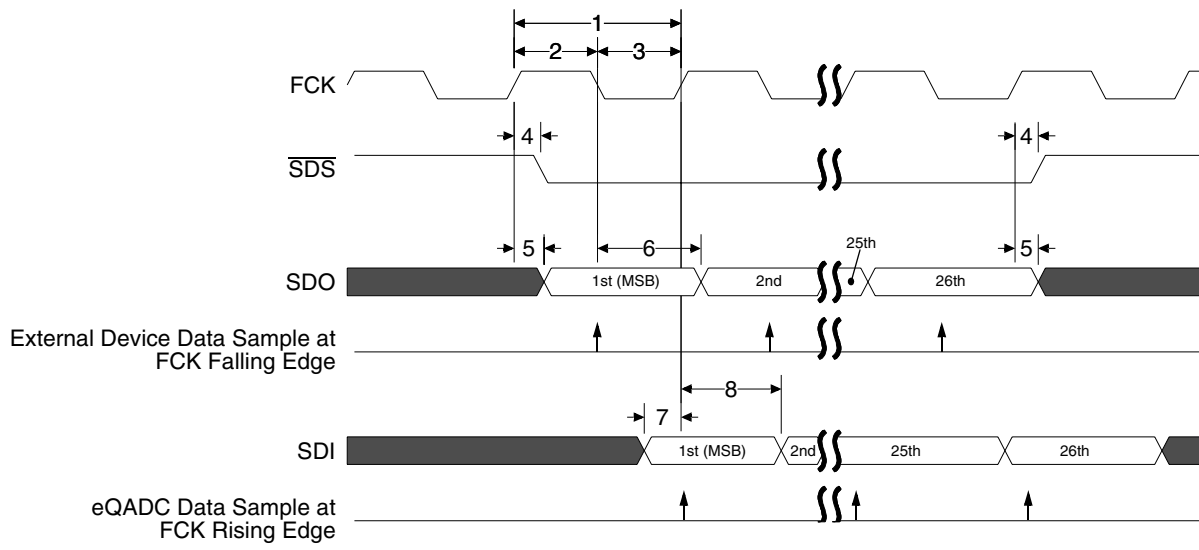 1
2 3
FCK
4 4
SDS
5 6 25th 5
SDO 1st (MSB) 2nd 26th
External Device Data Sample at
FCK Falling Edge
8
7
SDI 1st (MSB) 2nd 25th 26th
eQADC Data Sample at
FCK Rising Edge